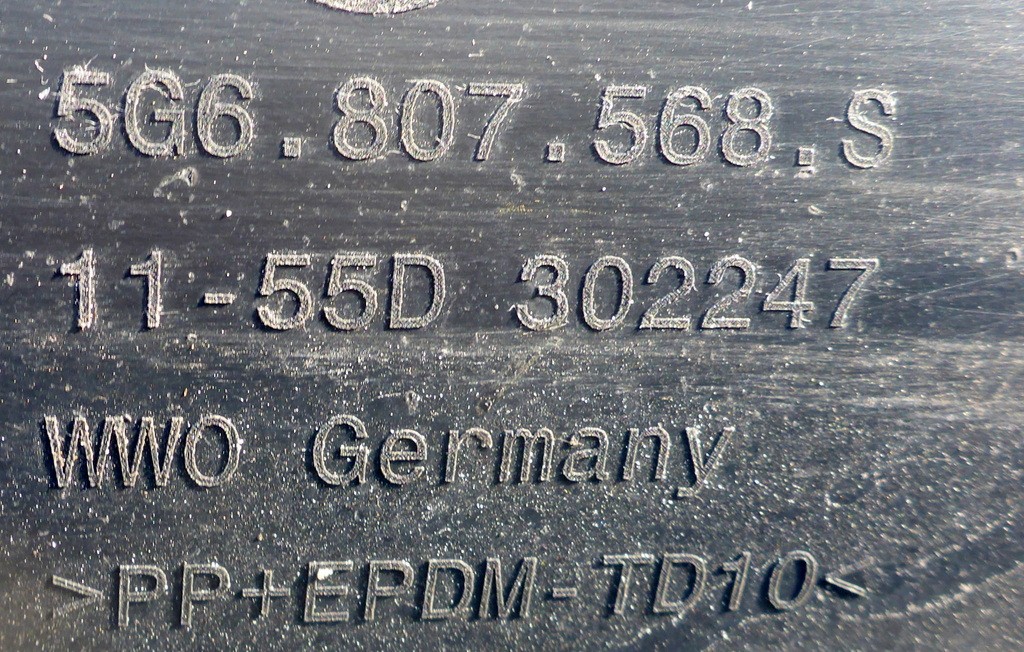 5G6.807.568.S
11-55D 302247
WWO Germany
>PP+EPDM-TD10<